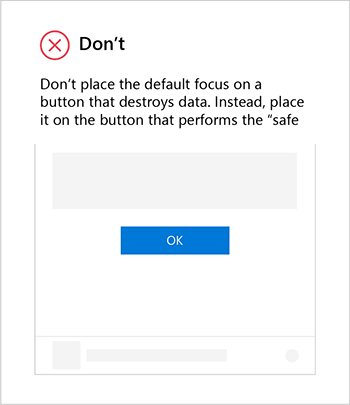 Don’t
Don’t place the default focus on a
button that destroys data. Instead, place
it on the button that performs the “safe
OK